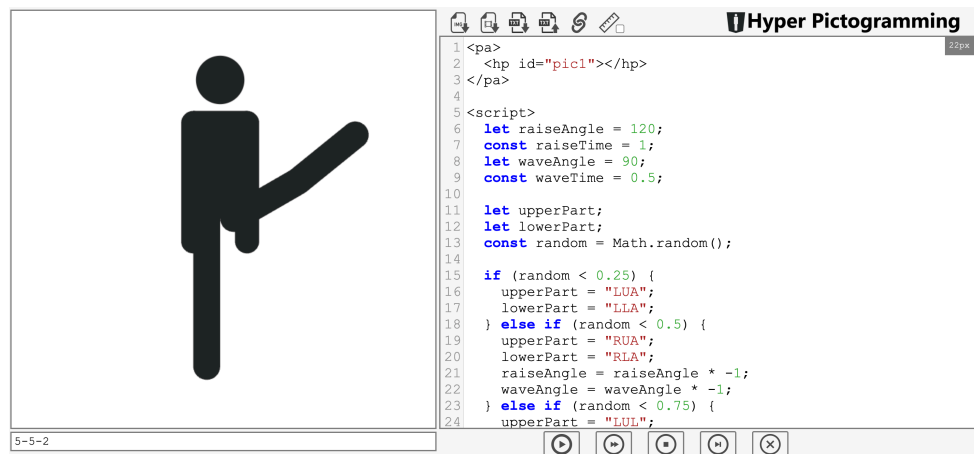 IMG TXT TXT Hyper Pictogramming
22px
1 <pa>
2   <hp id="pic1"></hp>
3 </pa>
4
5 <script>
6   let raiseAngle = 120;
7   const raiseTime = 1;
8   let waveAngle = 90;
9   const waveTime = 0.5;
10
11   let upperPart;
12   let lowerPart;
13   const random = Math.random();
14
15   if (random < 0.25) {
16     upperPart = "LUA";
17     lowerPart = "LLA";
18   } else if (random < 0.5) {
19     upperPart = "RUA";
20     lowerPart = "RLA";
21     raiseAngle = raiseAngle * -1;
22     waveAngle = waveAngle * -1;
23   } else if (random < 0.75) {
24     upperPart = "LUL";
5-5-2